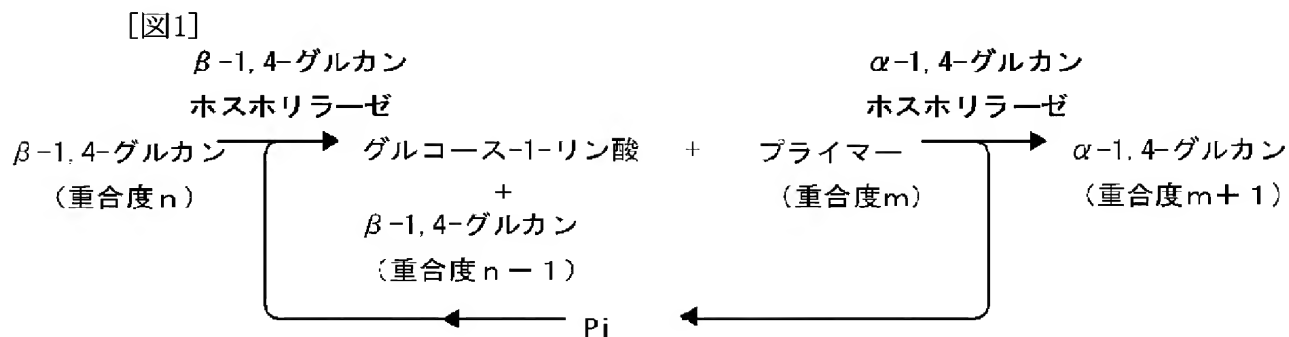 [図1]
β-1,4-グルカン
ホスホリラーゼ
α-1,4-グルカン
ホスホリラーゼ
β-1,4-グルカン
(重合度n)
グルコース-1-リン酸
+
β-1,4-グルカン
(重合度n-1)
+
プライマー
(重合度m)
α-1,4-グルカン
(重合度m+1)
Pi